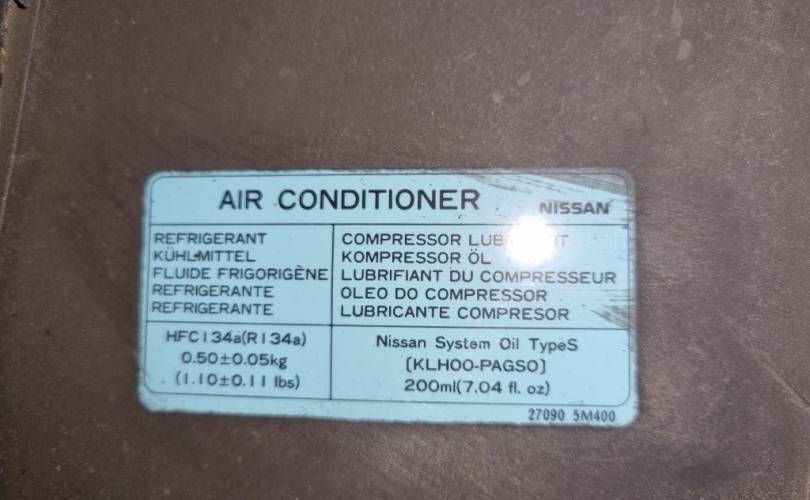 AIR CONDITIONER NISSAN
REFRIGERANT
KÜHLMITTEL
FLUIDE FRIGORIGÈNE
REFRIGERANTE
REFRIGERANTE
COMPRESSOR
KOMPRESSOR ÖL
LUBRIFIANT DU COMPRESSEUR
OLEO DO COMPRESSOR
LUBRICANTE COMPRESOR
HFC134a(R134a)
0.50±0.05kg
(1.10±0.11 lbs)
Nissan System Oil TypeS
(KLH00-PAGS0)
200ml(7.04 fl. oz)
27090 5M400